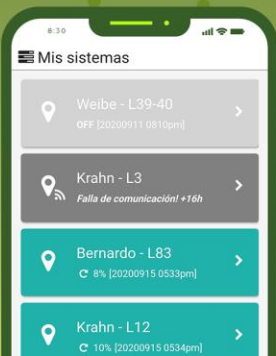 8:30
Mis sistemas
Weibe - L39-40
OFF [20200911 0810pm]
Krahn - L3
Falla de comunicación! +16h
Bernardo - L83
8% [20200915 0533pm]
Krahn - L12
10% [20200915 0534pm]